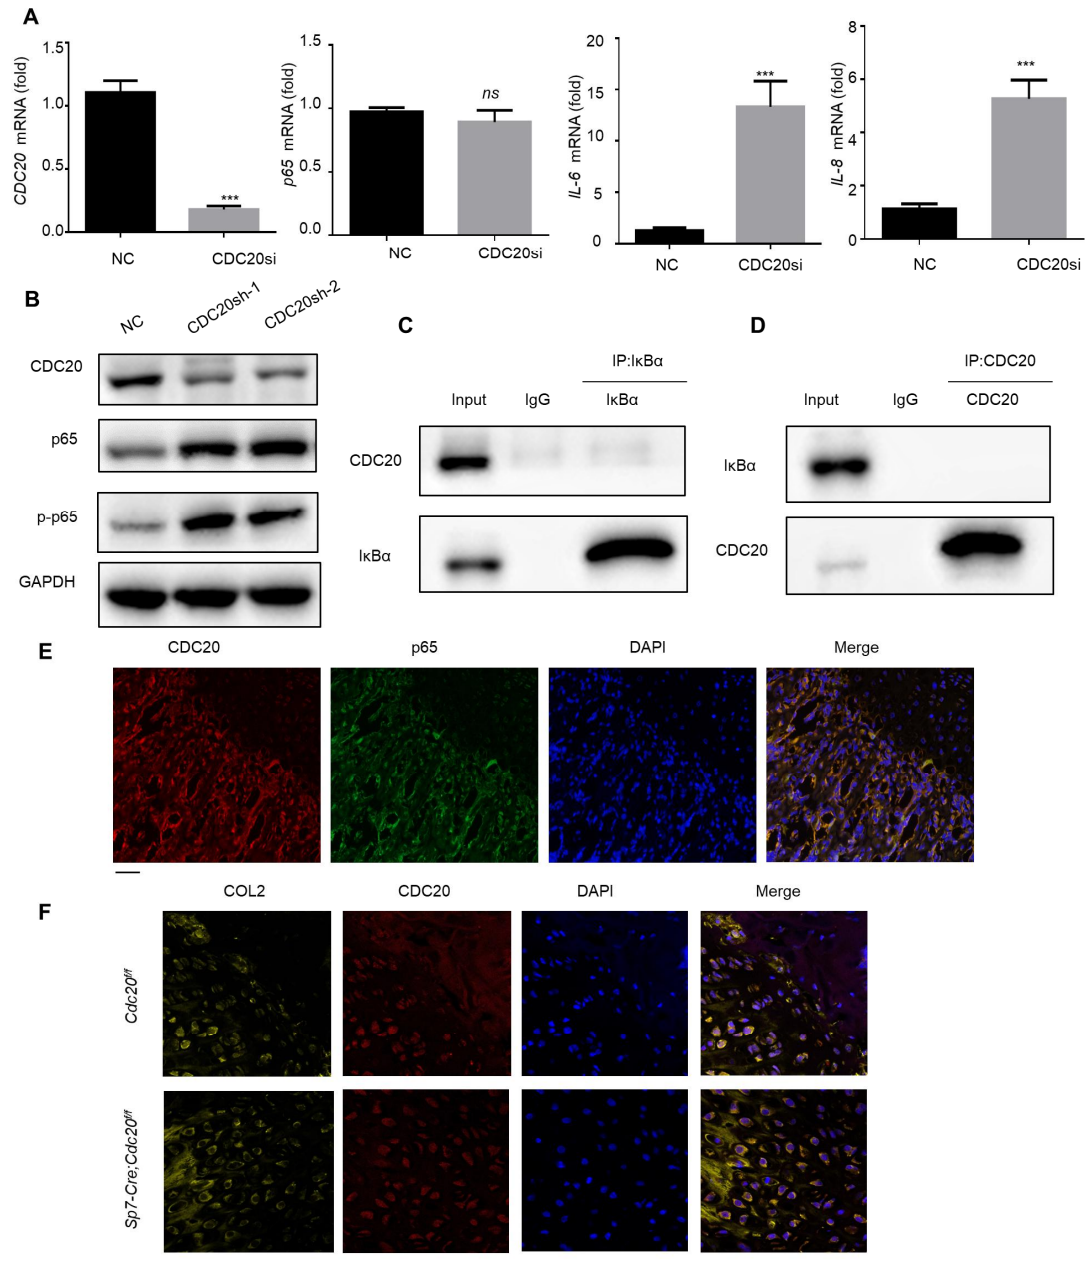 A
CDC20 mRNA (fold)
1.5
1.0
0.5
0.0
***
NC
CDC20si
p65 mRNA (fold)
1.5
1.0
0.5
0.0
ns
NC
CDC20si
IL-6 mRNA (fold)
20
15
10
5
0
***
NC
CDC20si
IL-8 mRNA (fold)
8
6
4
2
0
***
NC
CDC20si
B
NC
CDC20sh-1
CDC20sh-2
CDC20
p65
p-p65
GAPDH
C
IP:IκBα
Input IgG IκBα
CDC20
IκBα
D
IP:CDC20
Input IgG CDC20
IκBα
CDC20
E
CDC20 p65 DAPI Merge
F
COL2 CDC20 DAPI Merge
Cdc20f/f
Sp7-Cre;Cdc20f/f